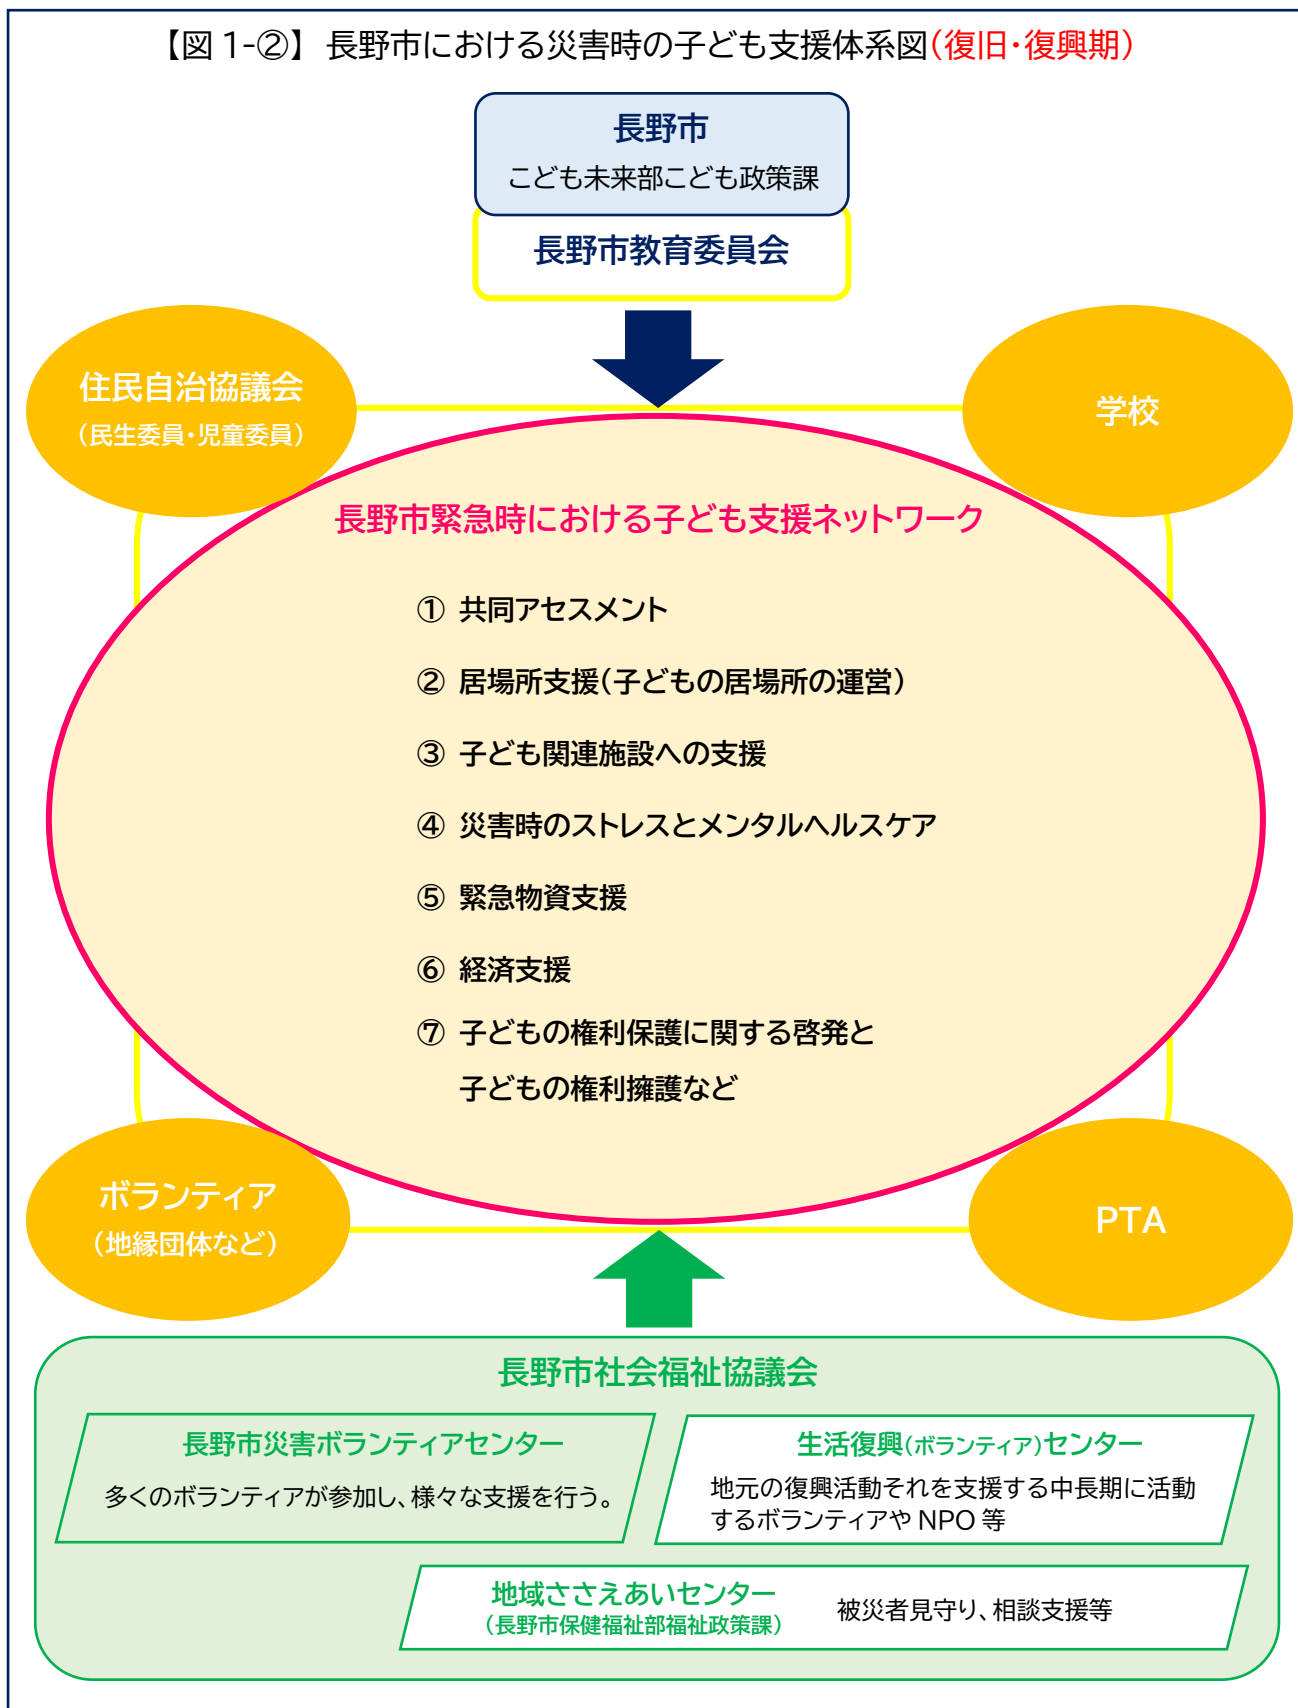 【図 1-②】 長野市における災害時の子ども支援体系図(復旧・復興期)
長野市
こども未来部こども政策課
長野市教育委員会
住民自治協議会
(民生委員・児童委員)
学校
長野市緊急時における子ども支援ネットワーク
① 共同アセスメント
② 居場所支援(子どもの居場所の運営)
③ 子ども関連施設への支援
④ 災害時のストレスとメンタルヘルスケア
⑤ 緊急物資支援
⑥ 経済支援
⑦ 子どもの権利保護に関する啓発と
子どもの権利擁護など
ボランティア
(地縁団体など)
PTA
長野市社会福祉協議会
長野市災害ボランティアセンター
多くのボランティアが参加し、様々な支援を行う。
生活復興(ボランティア)センター
地元の復興活動それを支援する中長期に活動
するボランティアや NPO 等
地域ささえあいセンター
(長野市保健福祉部福祉政策課)
被災者見守り、相談支援等